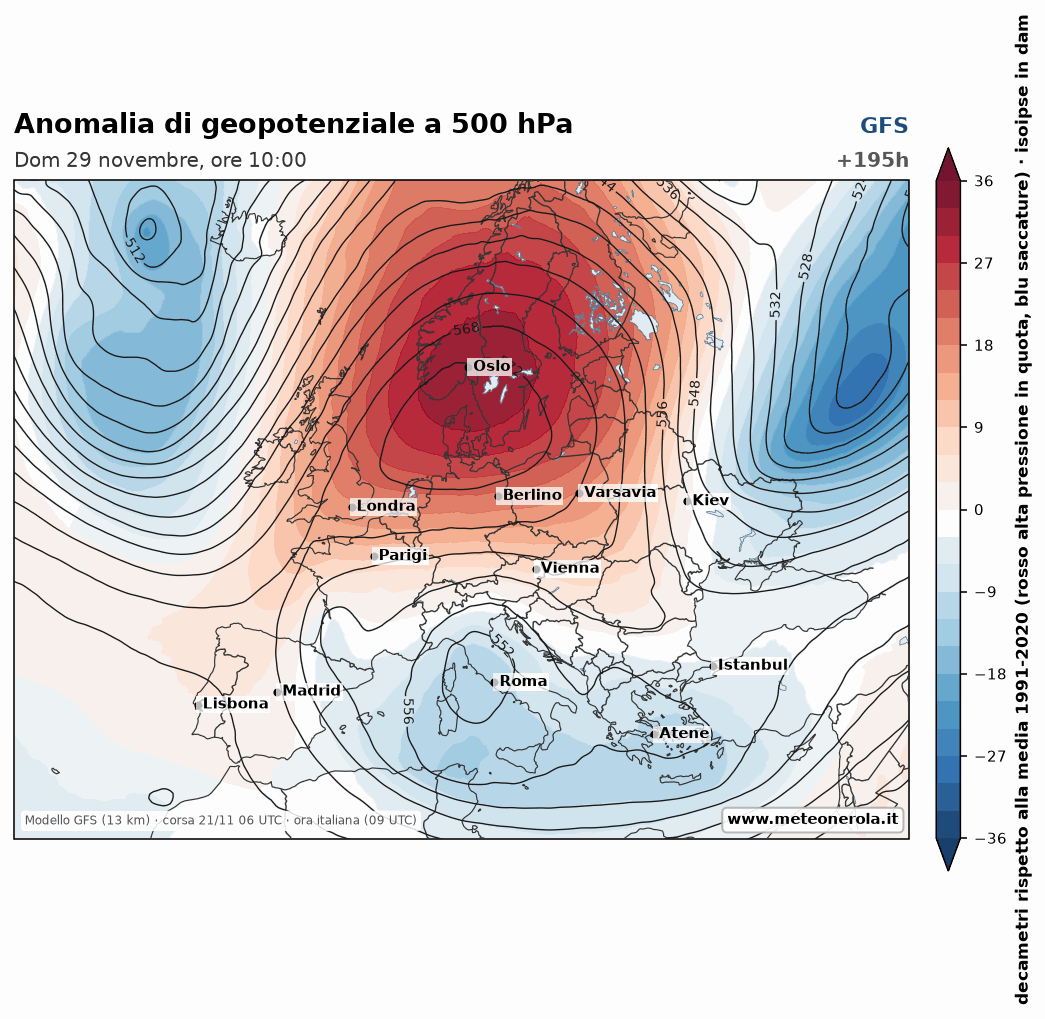 Anomalia di geopotenziale a 500 hPa
GFS
Dom 29 novembre, ore 10:00
+195h
512
568
536
528
532
548
556
Oslo
Londra
Berlino
Varsavia
Kiev
Parigi
Vienna
552
Roma
Madrid
Lisbona
556
Istanbul
Atene
Modello GFS (13 km) · corsa 21/11 06 UTC · ora italiana (09 UTC)
www.meteonerola.it
36
27
18
9
0
−9
−18
−27
−36
decametri rispetto alla media 1991-2020 (rosso alta pressione in quota, blu saccature) · isoipse in dam